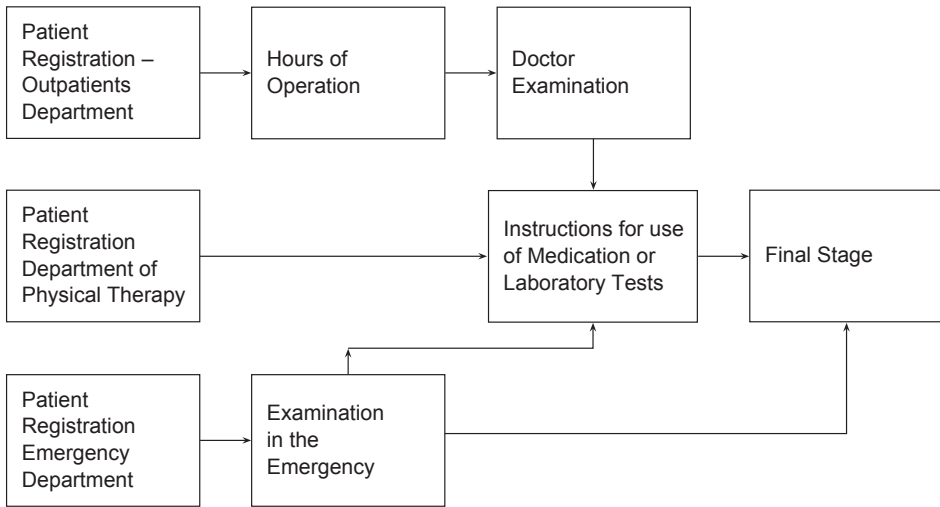 Patient
Registration –
Outpatients
Department
Hours of
Operation
Doctor
Examination
Patient
Registration
Department of
Physical Therapy
Instructions for use
of Medication or
Laboratory Tests
Final Stage
Patient
Registration
Emergency
Department
Examination
in the
Emergency